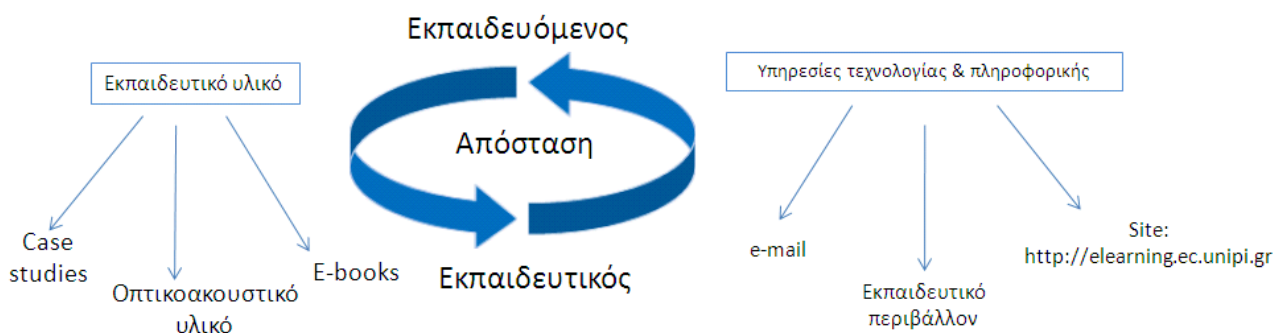 Εκπαιδευόμενος
Εκπαιδευτικό υλικό
Υπηρεσίες τεχνολογίας & πληροφορικής
Απόσταση
Case
studies
Οπτικοακουστικό
υλικό
E-books
Εκπαιδευτικός
e-mail
Εκπαιδευτικό
περιβάλλον
Site:
http://elearning.ec.unipi.gr